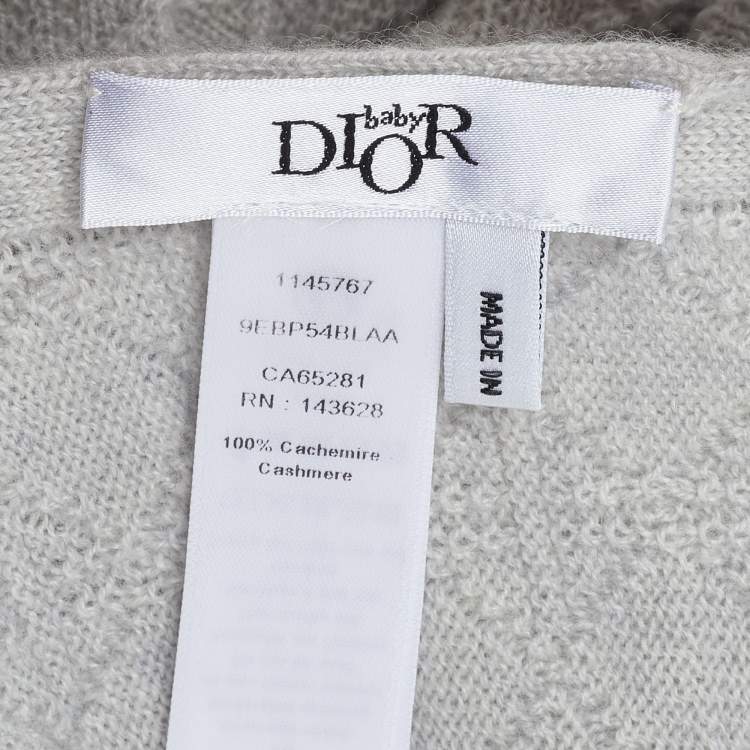 baby
DIOR
1145767
9EBP54BLAA
CA65281
RN : 143628
100% Cachemire
Cashmere
MADE IN